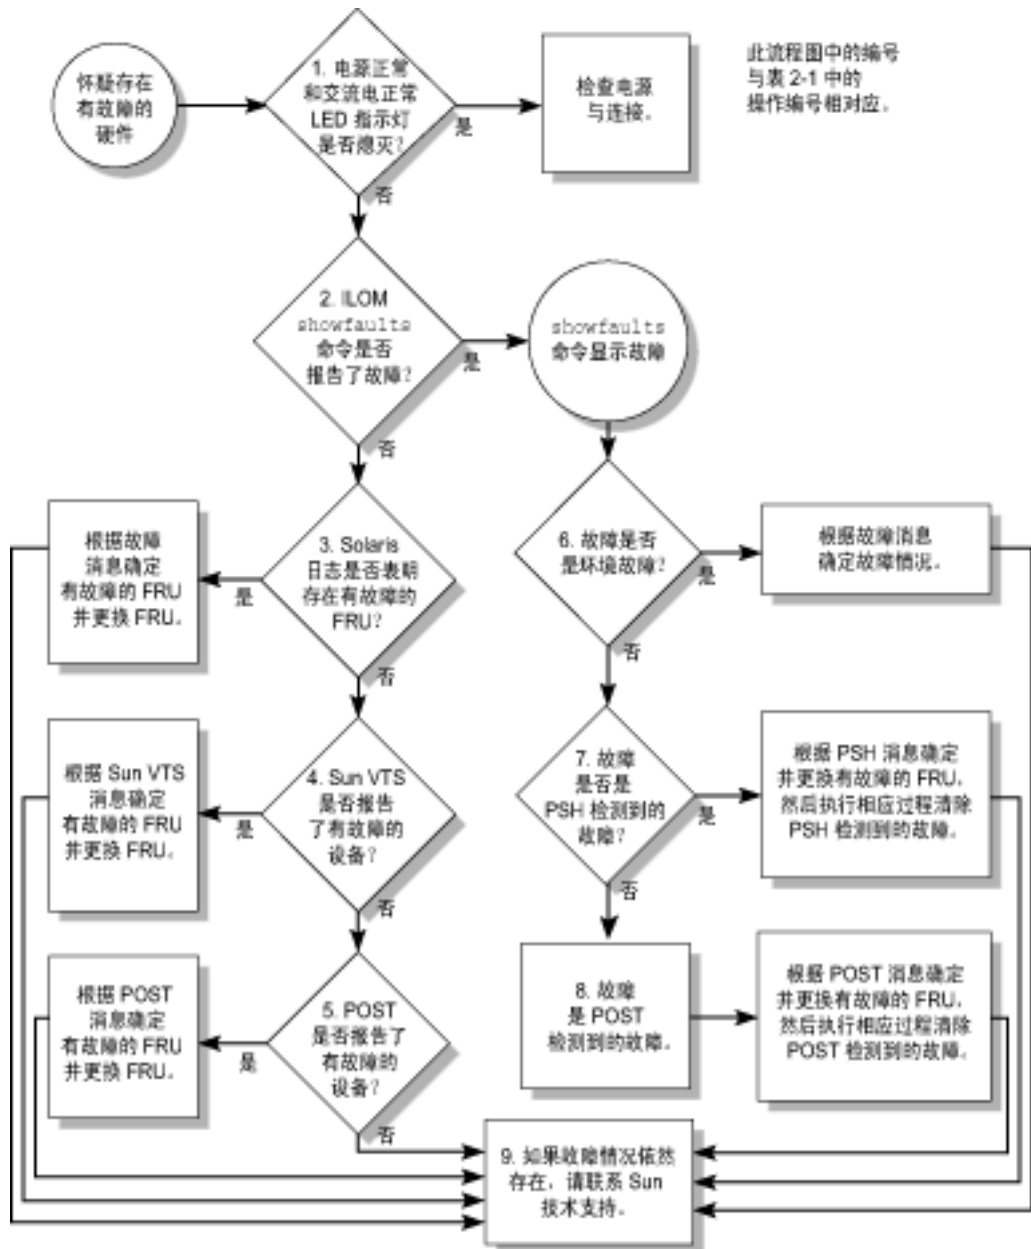 怀疑存在
有故障的
硬件
1. 电源正常
和交流电正常
LED 指示灯
是否熄灭？
是
检查电源
与连接。
此流程图中的编号
与表 2-1 中的
操作编号相对应。
否
2. ILOM
showfaults
命令是否
报告了故障？
是
showfaults
命令显示故障
否
根据故障
消息确定
有故障的 FRU
并更换 FRU。
是
3. Solaris
日志是否表明
存在有故障的
FRU？
6. 故障是否
是环境故障？
是
根据故障消息
确定故障情况。
否
否
根据 Sun VTS
消息确定
有故障的 FRU
并更换 FRU。
是
4. Sun VTS
是否报告
了有故障的
设备？
7. 故障
是否是
PSH 检测到的
故障？
是
根据 PSH 消息确定
并更换有故障的 FRU，
然后执行相应过程清除
PSH 检测到的故障。
否
否
根据 POST
消息确定
有故障的 FRU
并更换 FRU。
是
5. POST
是否报告了
有故障的
设备？
8. 故障
是 POST
检测到的故障。
根据 POST 消息确定
并更换有故障的 FRU，
然后执行相应过程清除
POST 检测到的故障。
否
9. 如果故障情况依然
存在，请联系 Sun
技术支持。